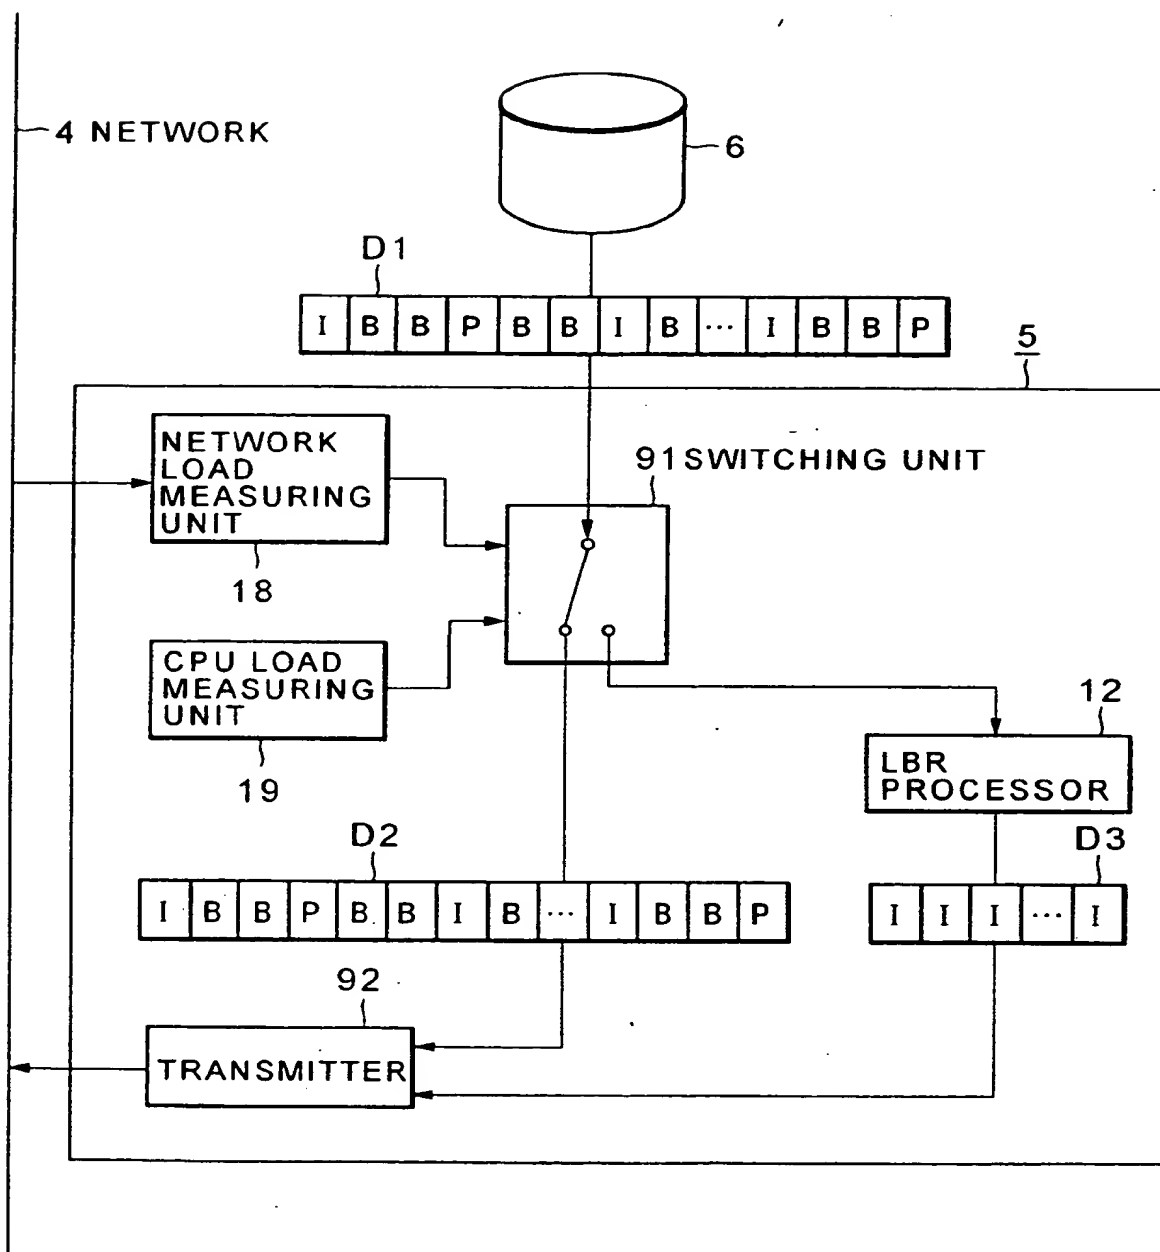 4 NETWORK
6
D1
I B B P B B I B ... I B B P
5
NETWORK
LOAD
MEASURING
UNIT
18
91 SWITCHING UNIT
CPU LOAD
MEASURING
UNIT
19
12
LBR
PROCESSOR
D2
I B B P B B I B ... I B B P
D3
I I I ... I
92
TRANSMITTER